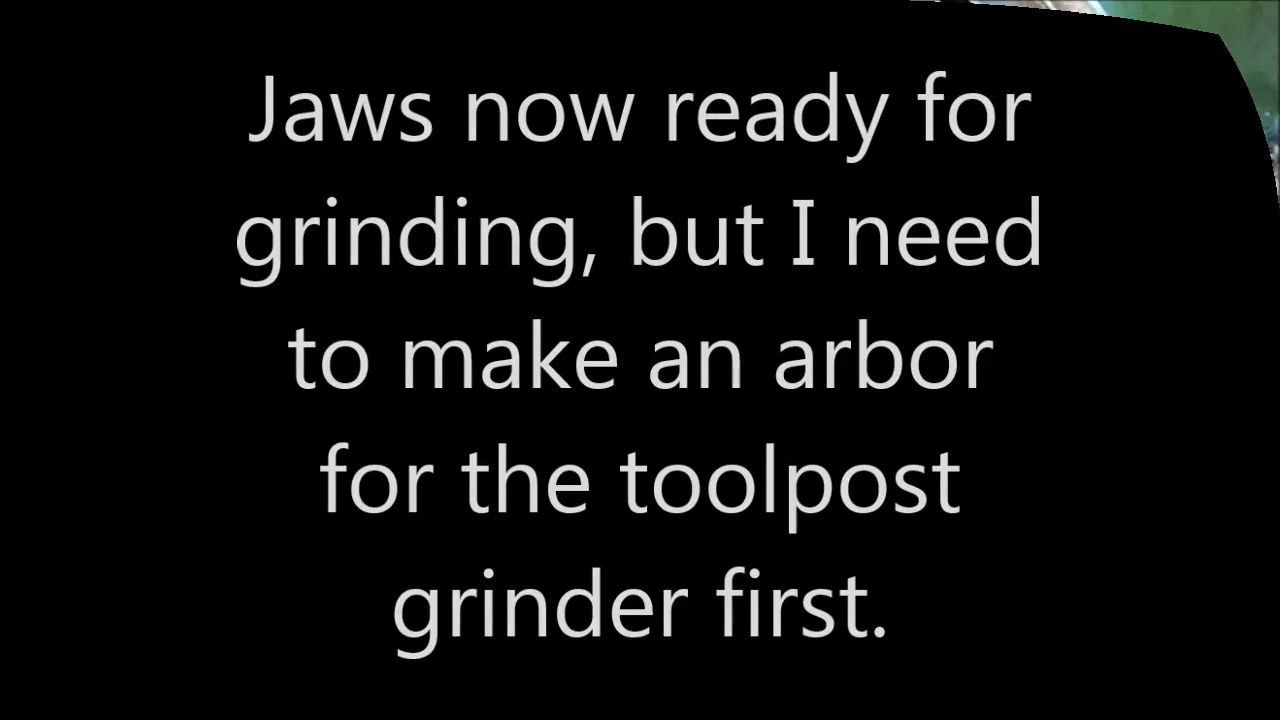 Jaws now ready for
grinding, but I need
to make an arbor
for the toolpost
grinder first.